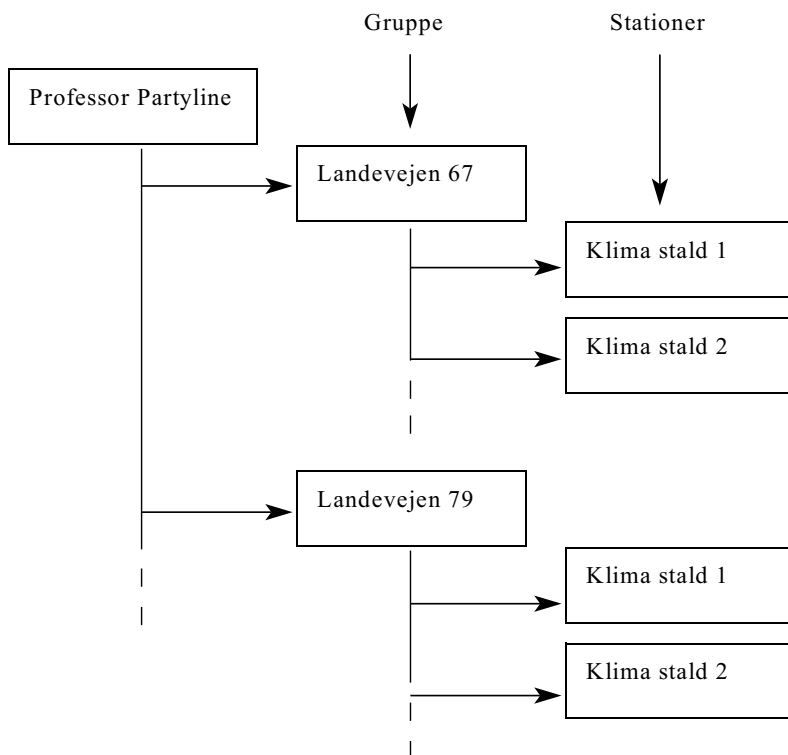 Gruppe
Stationer
Professor Partyline
Landevejen 67
Klima stald 1
Klima stald 2
Landevejen 79
Klima stald 1
Klima stald 2